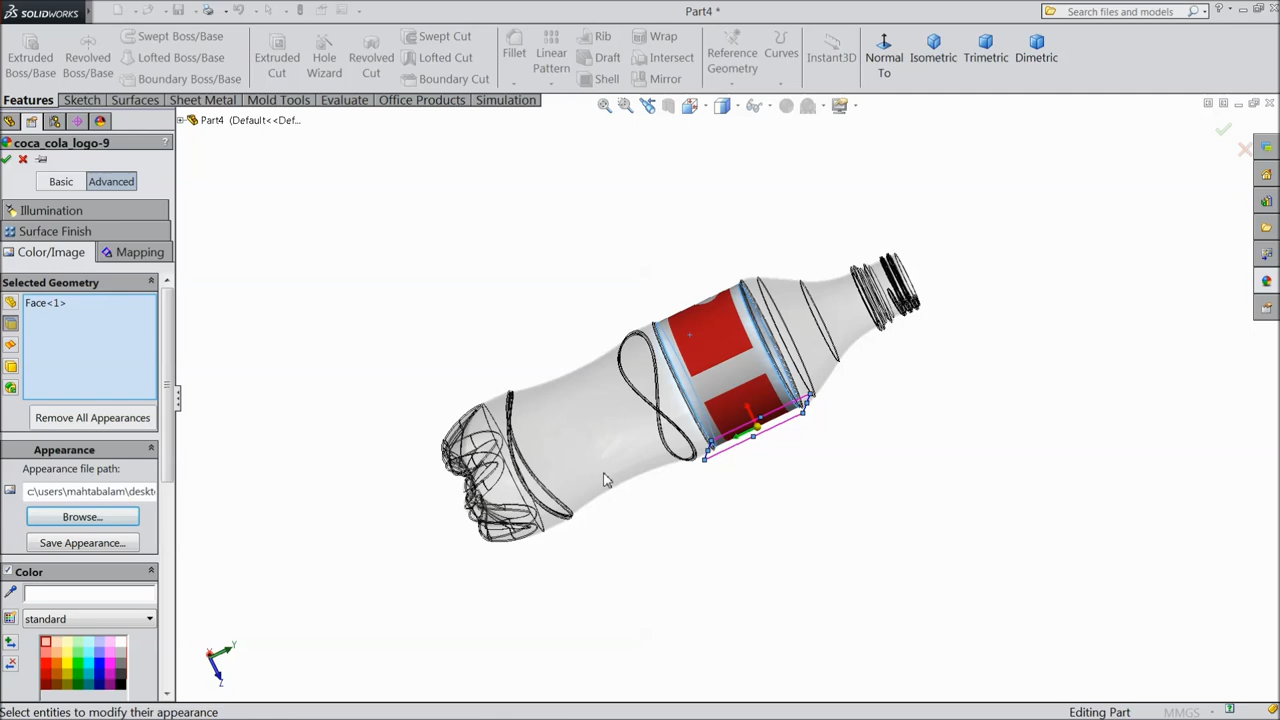 SOLIDWORKS
Part4 *
Search files and models
Extruded Boss/Base
Revolved Boss/Base
Swept Boss/Base
Lofted Boss/Base
Boundary Boss/Base
Extruded Cut
Hole Wizard
Revolved Cut
Swept Cut
Lofted Cut
Boundary Cut
Fillet
Linear Pattern
Rib
Draft
Shell
Wrap
Intersect
Mirror
Reference Geometry
Curves
Instant3D
Normal To
Isometric
Trimetric
Dimetric
Features
Sketch
Surfaces
Sheet Metal
Mold Tools
Evaluate
Office Products
Simulation
Part4 (Default<<Def...
coca_cola_logo-9
Basic
Advanced
Illumination
Surface Finish
Color/Image
Mapping
Selected Geometry
Face<1>
Remove All Appearances
Appearance
Appearance file path:
c:\users\mahtabalam\deskt
Browse...
Save Appearance...
Color
standard
Y
X
Z
Select entities to modify their appearance
Editing Part
MMGS